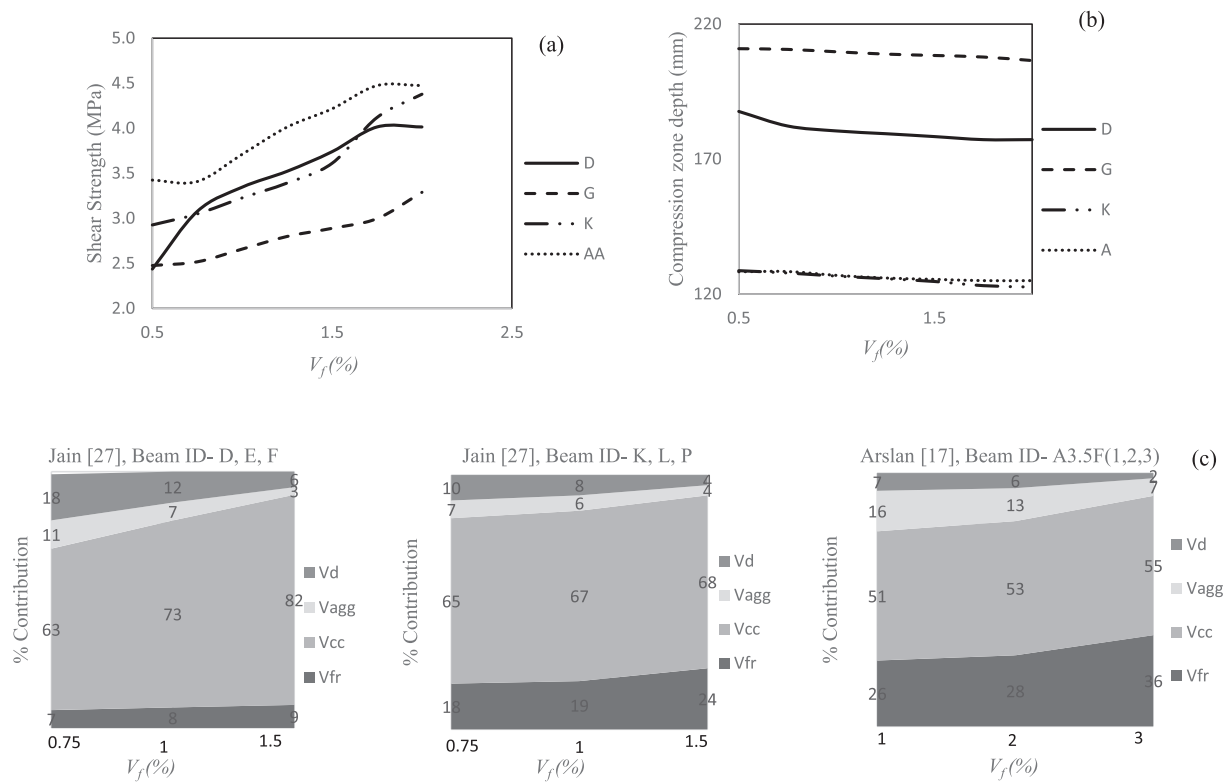 (a)
5.0
4.5
4.0
3.5
3.0
2.5
2.0
Shear Strength (MPa)
0.5
1.5
2.5
V_f (%)
D
G
K
AA
(b)
220
170
120
Compression zone depth (mm)
0.5
1.5
V_f (%)
D
G
K
A
Jain [27], Beam ID- D, E, F
% Contribution
18
12
6
11
7
3
63
73
82
7
8
9
0.75
1
1.5
V_f (%)
Vd
Vagg
Vcc
Vfr
Jain [27], Beam ID- K, L, P
% Contribution
10
8
4
7
6
4
65
67
68
18
19
24
0.75
1
1.5
V_f (%)
Vd
Vagg
Vcc
Vfr
Arslan [17], Beam ID- A3.5F(1,2,3)
(c)
% Contribution
7
6
2
16
13
7
51
53
55
26
28
36
1
2
3
V_f (%)
Vd
Vagg
Vcc
Vfr